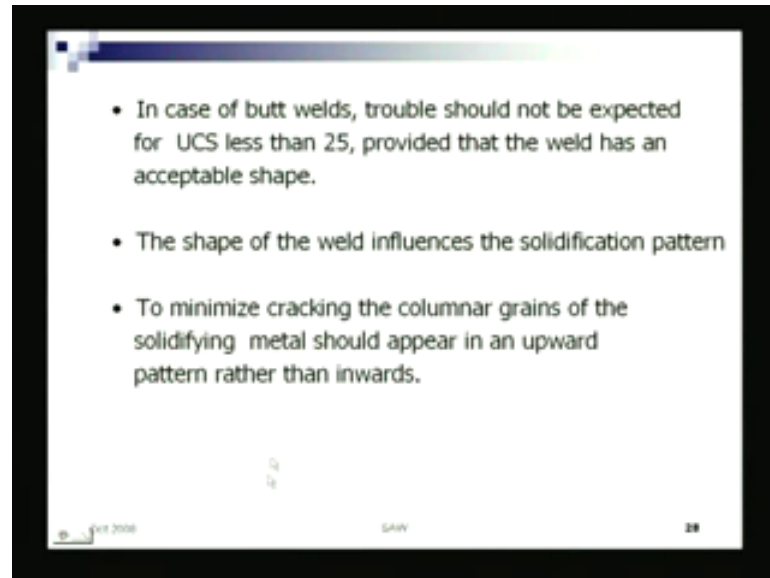 • In case of butt welds, trouble should not be expected
for UCS less than 25, provided that the weld has an
acceptable shape.
• The shape of the weld influences the solidification pattern
• To minimize cracking the columnar grains of the
solidifying metal should appear in an upward
pattern rather than inwards.
Oct 2008 SAW 28